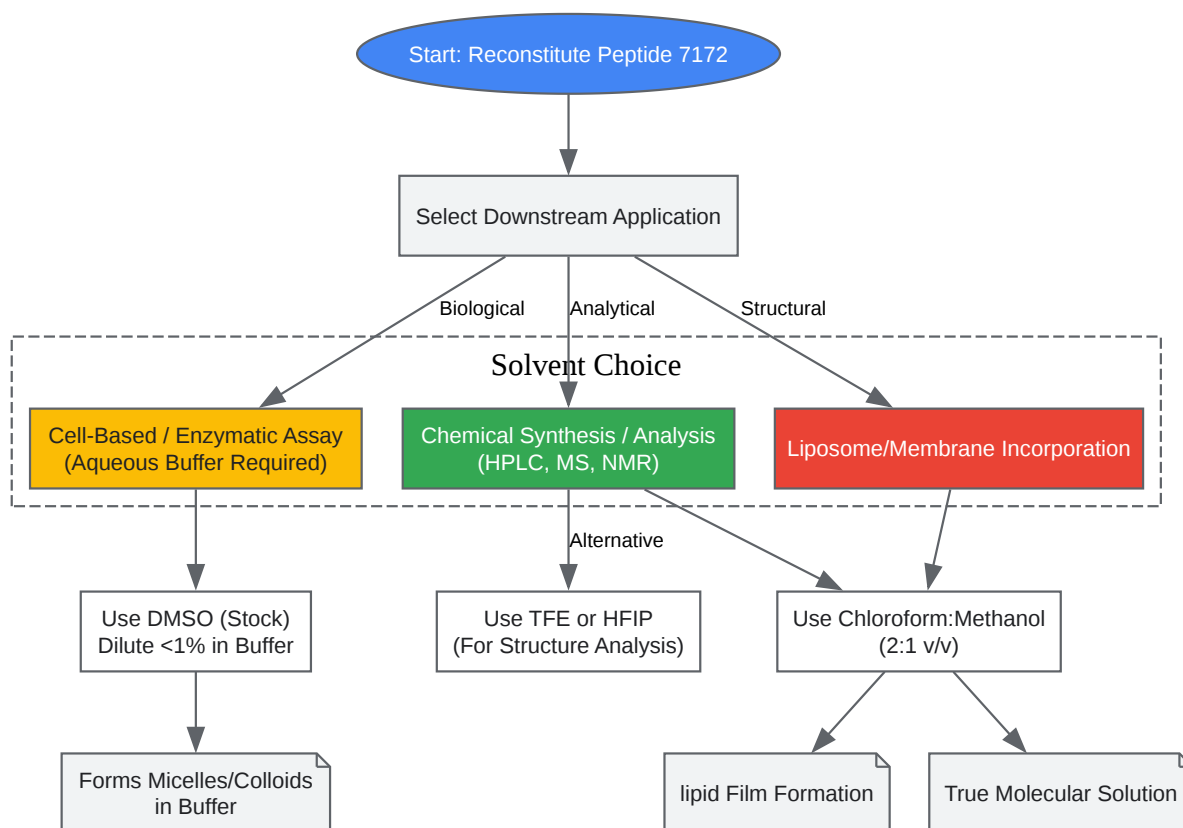 Start: Reconstitute Peptide 7172
Select Downstream Application
Biological
Analytical
Structural
Solvent Choice
Cell-Based / Enzymatic Assay
(Aqueous Buffer Required)
Chemical Synthesis / Analysis
(HPLC, MS, NMR)
Liposome/Membrane Incorporation
Alternative
Use DMSO (Stock)
Dilute <1% in Buffer
Use TFE or HFIP
(For Structure Analysis)
Use Chloroform:Methanol
(2:1 v/v)
Forms Micelles/Colloids
in Buffer
lipid Film Formation
True Molecular Solution